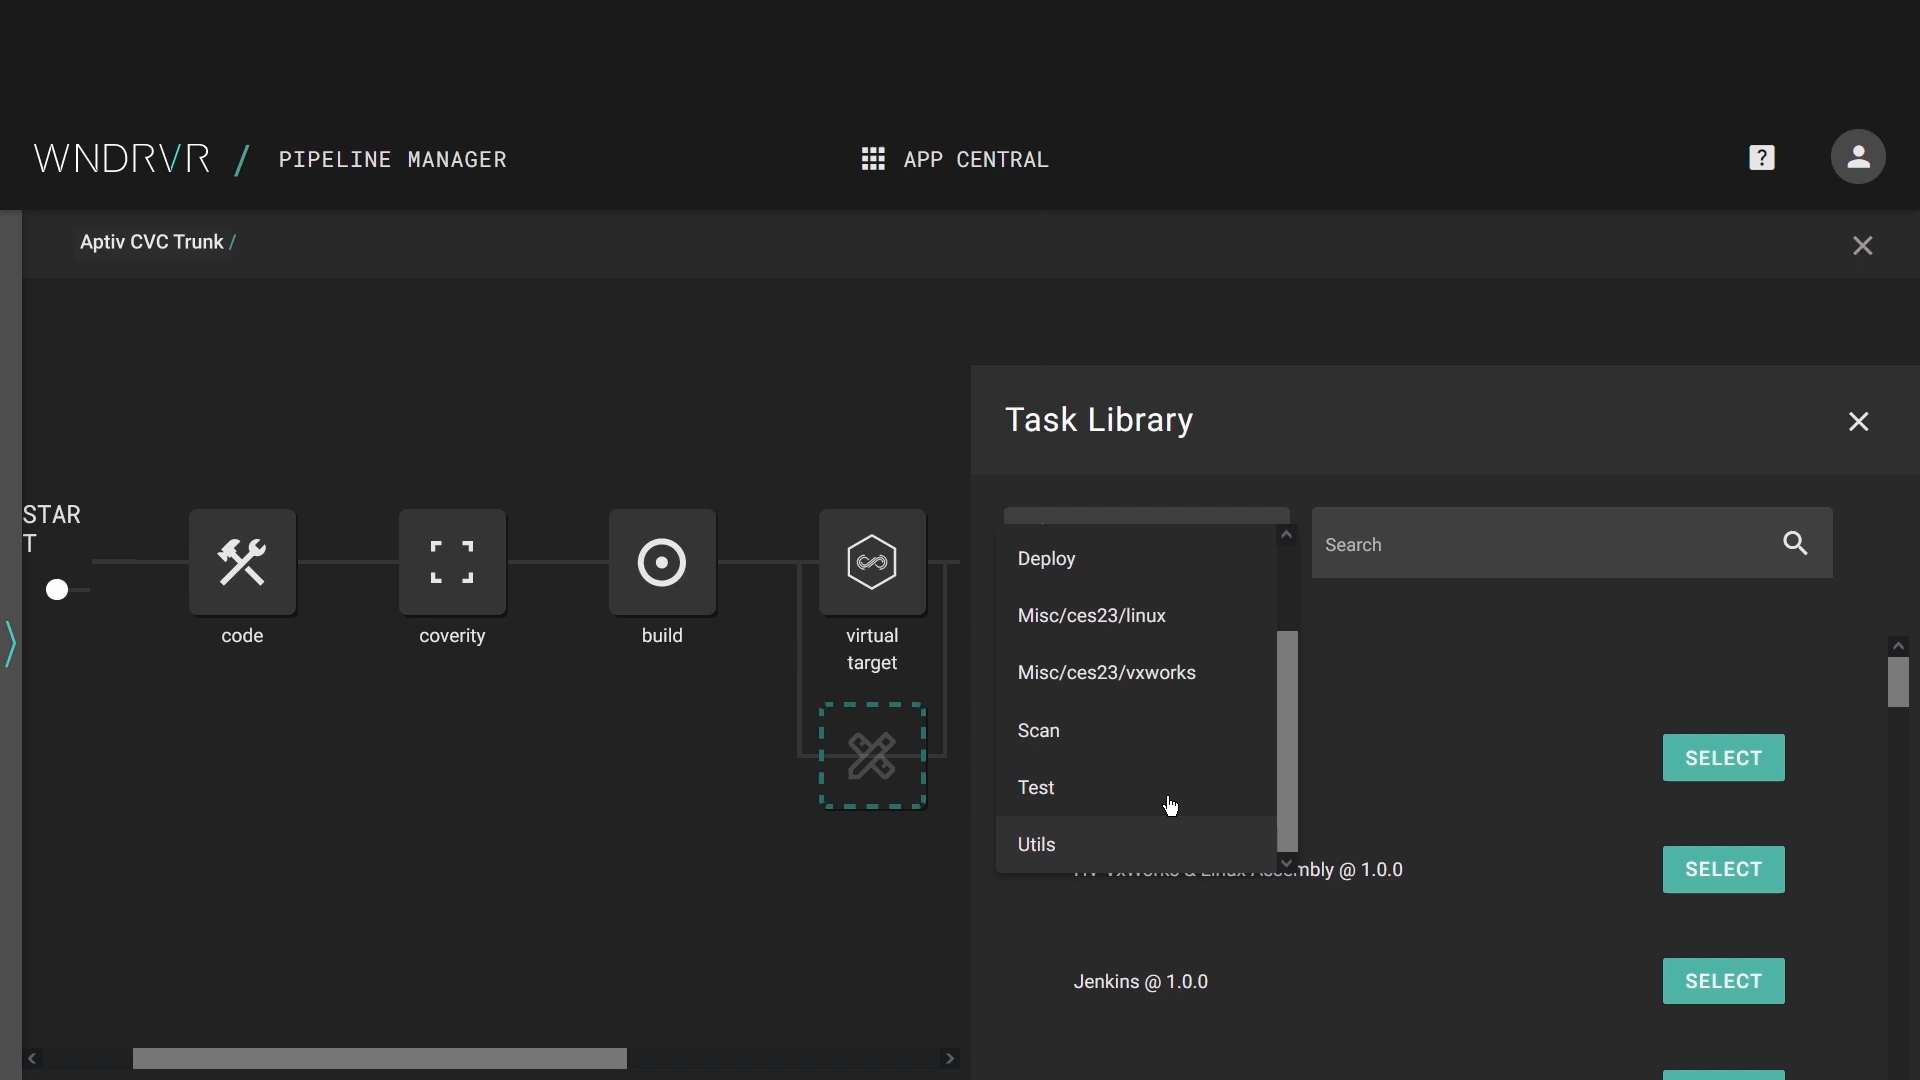 WNDRVR / PIPELINE MANAGER
APP CENTRAL
?
Aptiv CVC Trunk /
Task Library
STAR
T
code
coverity
build
virtual
target
Search
Deploy
Misc/ces23/linux
Misc/ces23/vxworks
Scan
Test
Utils
SELECT
mbly @ 1.0.0
SELECT
Jenkins @ 1.0.0
SELECT